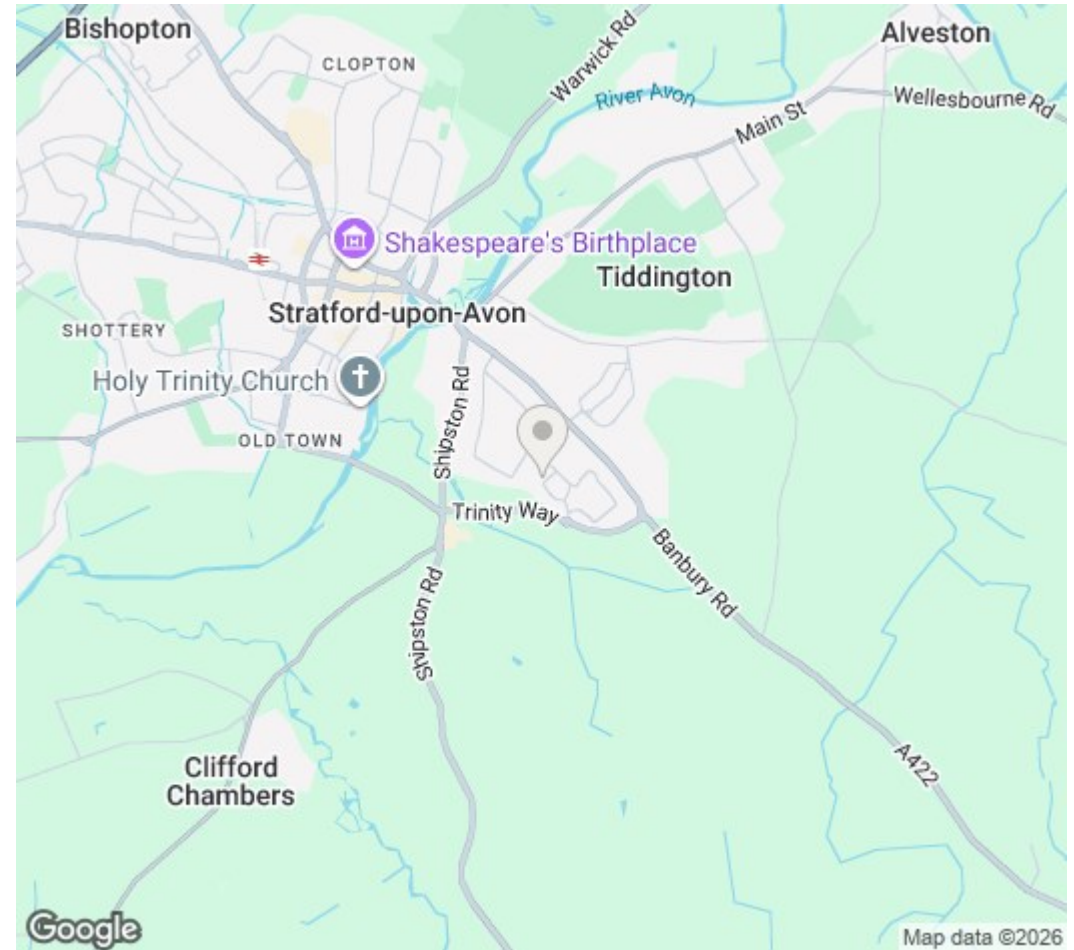 Bishopton
Alveston
CLOPTON
Warwick Rd
River Avon
Wellesbourne Rd
Main St
Shakespeare's Birthplace
Tiddington
Stratford-upon-Avon
SHOTTERY
Holy Trinity Church
Shipston Rd
OLD TOWN
Trinity Way
Banbury Rd
Shipston Rd
Clifford
Chambers
A422
Google
Map data ©2026